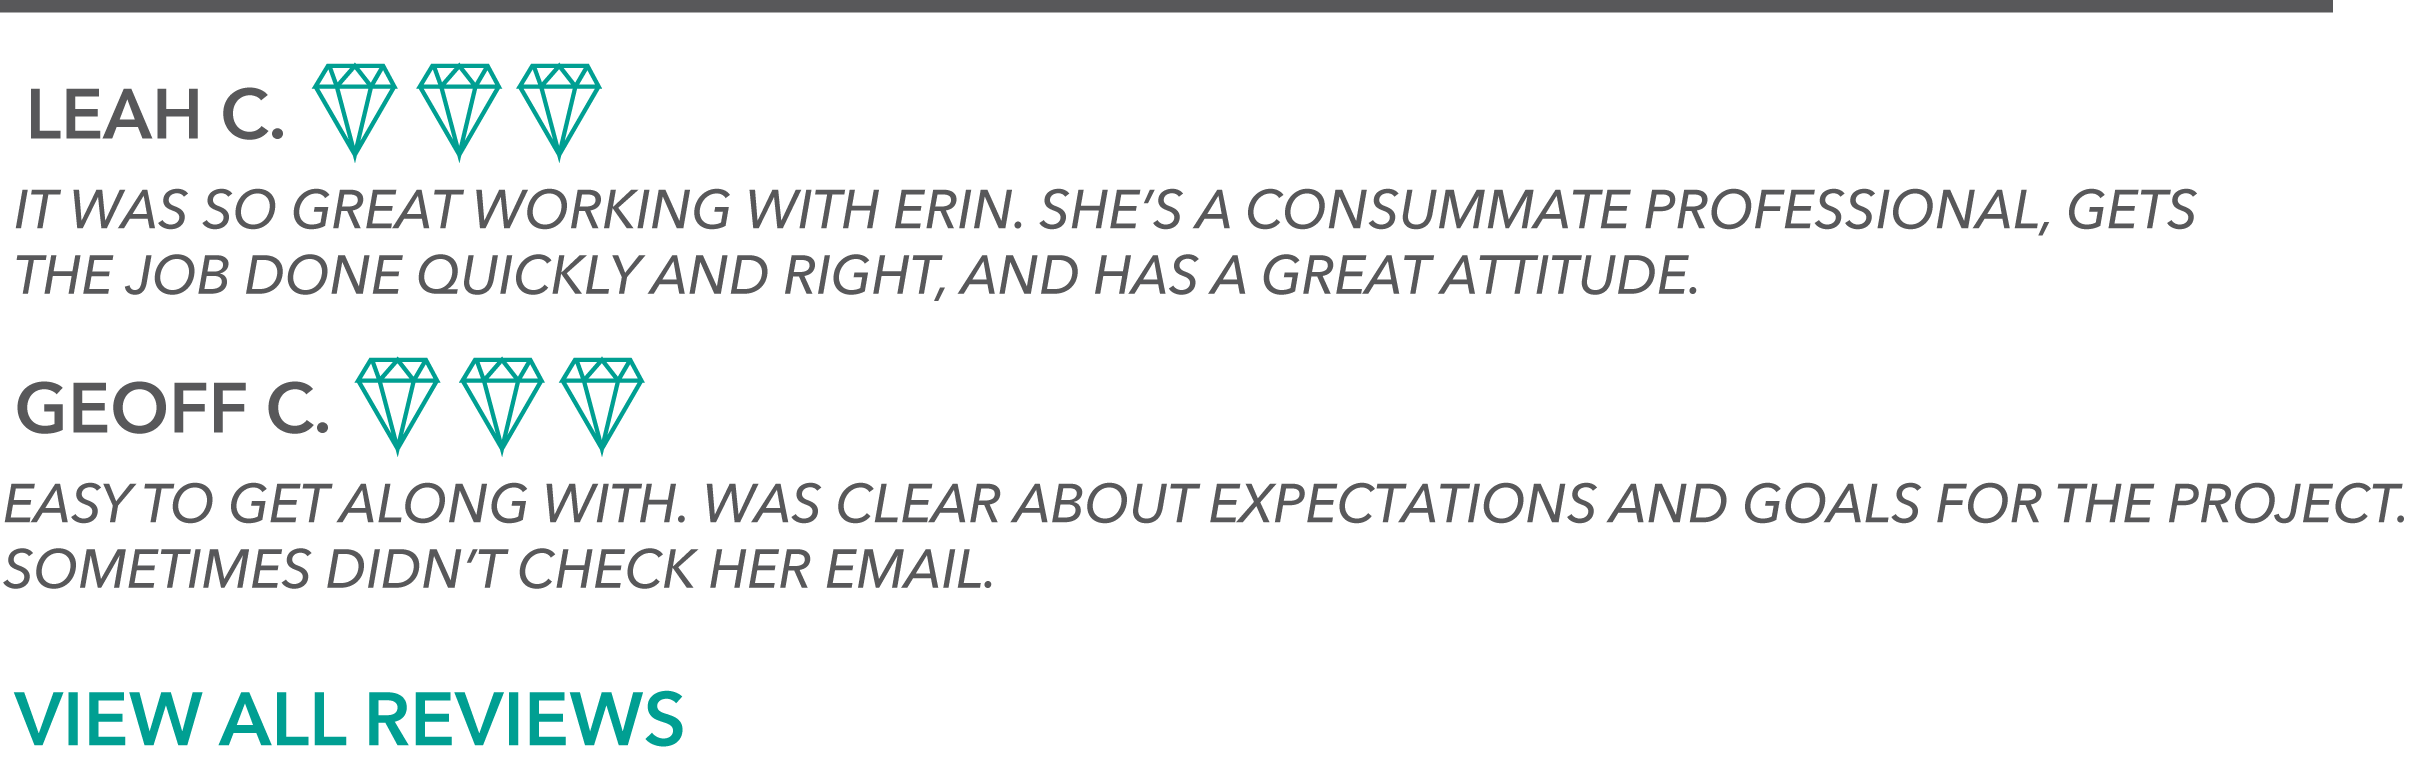 LEAH C.
IT WAS SO GREAT WORKING WITH ERIN. SHE’S A CONSUMMATE PROFESSIONAL, GETS
THE JOB DONE QUICKLY AND RIGHT, AND HAS A GREAT ATTITUDE.
GEOFF C.
EASY TO GET ALONG WITH. WAS CLEAR ABOUT EXPECTATIONS AND GOALS FOR THE PROJECT.
SOMETIMES DIDN’T CHECK HER EMAIL.
VIEW ALL REVIEWS